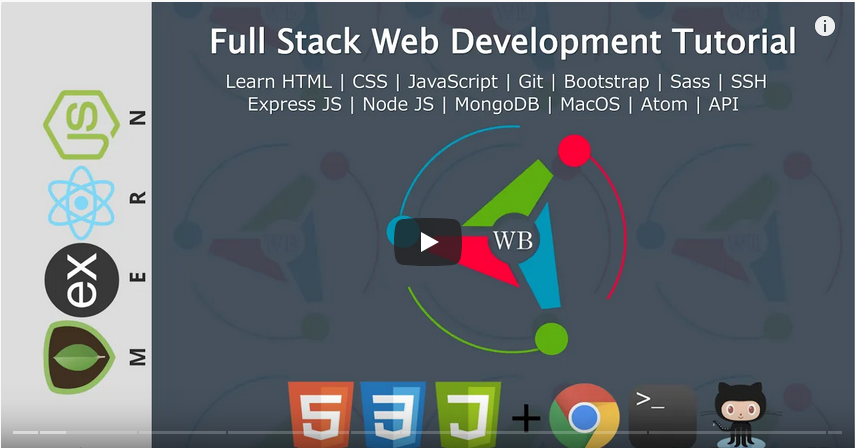 Full Stack Web Development Tutorial
Learn HTML | CSS | JavaScript | Git | Bootstrap | Sass | SSH
Express JS | Node JS | MongoDB | MacOS | Atom | API
JS N
R
ex E
M
WB
5 3 J + >_
i